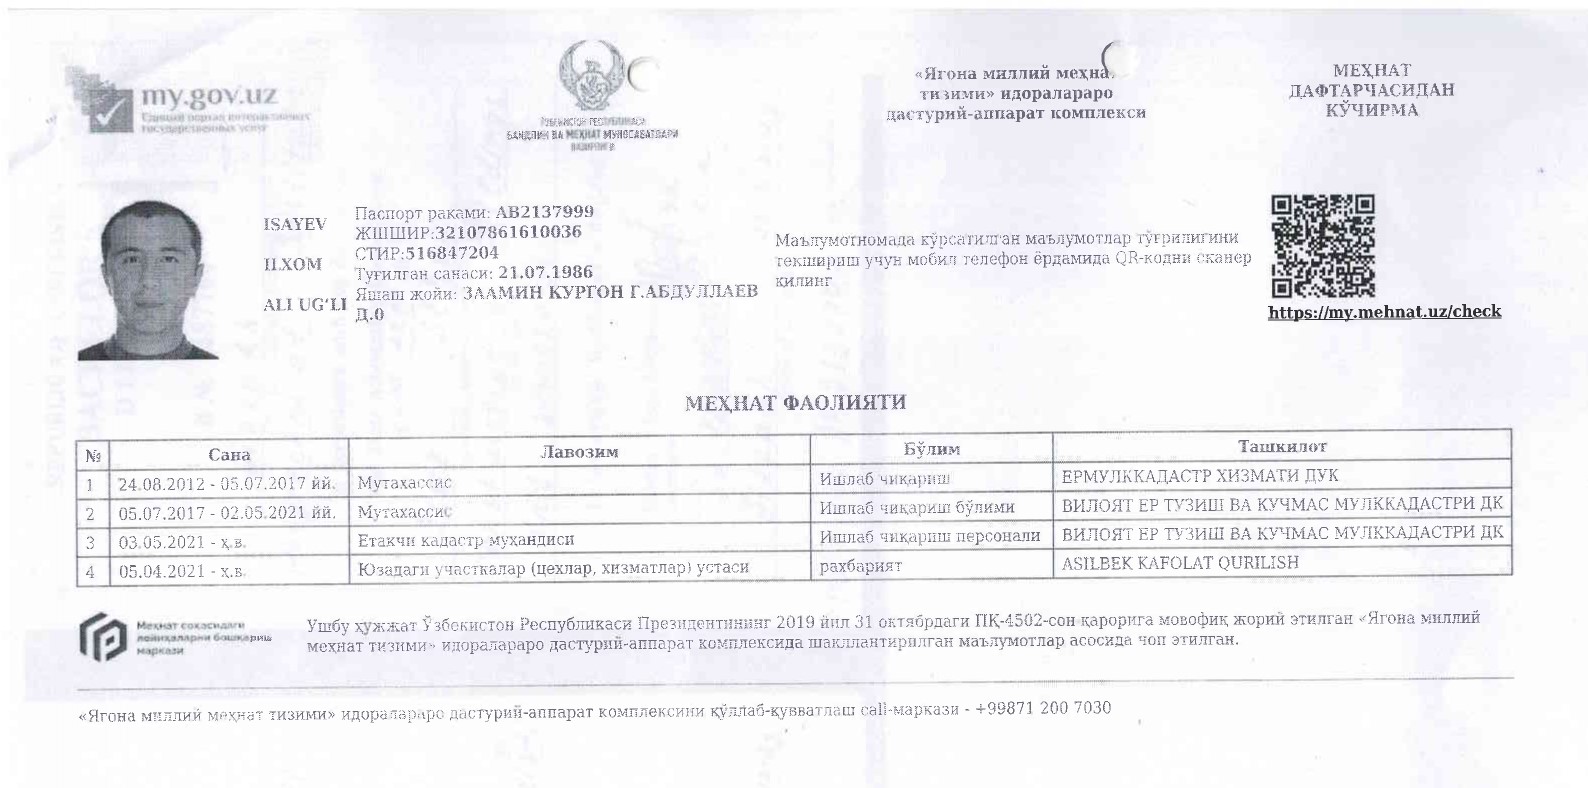 my.gov.uz
Единый портал интерактивных
государственных услуг
ЎЗБЕКИСТОН РЕСПУБЛИКАСИ
БАНДЛИК ВА МЕҲНАТ МУНОСАБАТЛАРИ
ВАЗИРЛИГИ
«Ягона миллий меҳнат
тизими» идоралараро
дастурий-аппарат комплекси
МЕҲНАТ
ДАФТАРЧАСИДАН
КЎЧИРМА
ISAYEV
ILXOM
ALI UG‘LI
Паспорт раками: AB2137999
ЖШШИР:32107861610036
СТИР:516847204
Туғилган санаси: 21.07.1986
Яшаш жойи: ЗААМИН КУРГОН Г.АБДУЛЛАЕВ
Д.0
Маълумотномада кўрсатилган маълумотлар тўғрилигини
текшириш учун мобил телефон ёрдамида QR-кодни сканер
килинг
https://my.mehnat.uz/check
МЕҲНАТ ФАОЛИЯТИ
№ Сана Лавозим Бўлим Ташкилот
1 24.08.2012 - 05.07.2017 йй. Мутахассис Ишлаб чиқариш ЕРМУЛККАДАСТР ХИЗМАТИ ДУК
2 05.07.2017 - 02.05.2021 йй. Мутахассис Ишлаб чиқариш бўлими ВИЛОЯТ ЕР ТУЗИШ ВА КУЧМАС МУЛККАДАСТРИ ДК
3 03.05.2021 - ҳ.в. Етакчи кадастр муҳандиси Ишлаб чиқариш персонали ВИЛОЯТ ЕР ТУЗИШ ВА КУЧМАС МУЛККАДАСТРИ ДК
4 05.04.2021 - ҳ.в. Юзадаги участкалар (цехлар, хизматлар) устаси рахбарият ASILBEK KAFOLAT QURILISH
Меҳнат соҳасидаги
лойиҳаларни бошқариш
маркази
Ушбу ҳужжат Ўзбекистон Республикаси Президентининг 2019 йил 31 октябрдаги ПҚ-4502-сон қарорига мовофиқ жорий этилган «Ягона миллий
меҳнат тизими» идоралараро дастурий-аппарат комплексида шакллантирилган маълумотлар асосида чоп этилган.
«Ягона миллий меҳнат тизими» идоралараро дастурий-аппарат комплексини қўллаб-қувватлаш call-маркази - +99871 200 7030